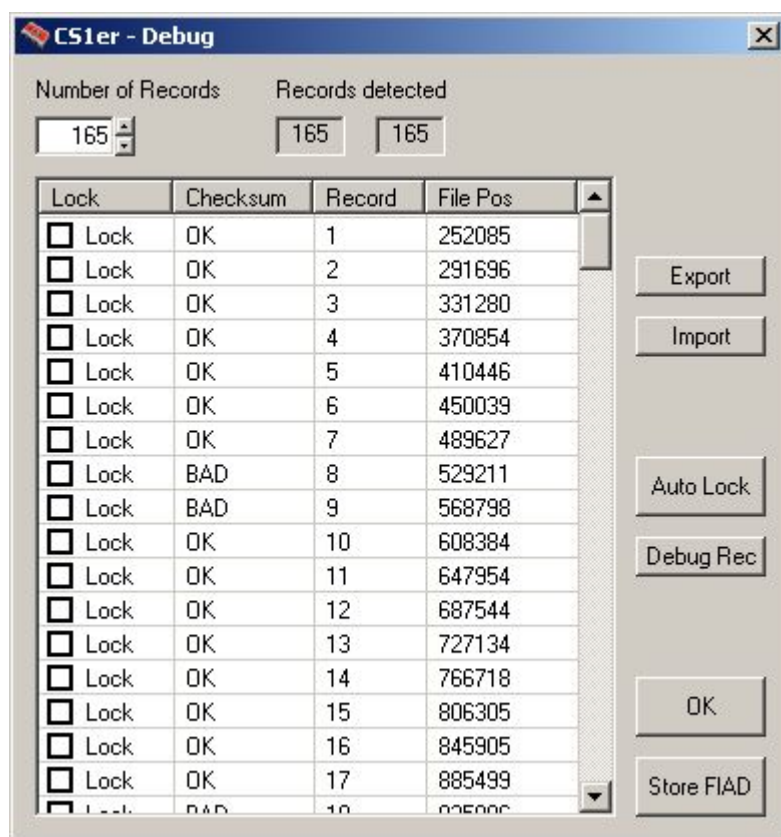 CS1er - Debug
Number of Records Records detected
165 165 165
Lock Checksum Record File Pos
Lock OK 1 252085
Lock OK 2 291696
Export
Lock OK 3 331280
Lock OK 4 370854
Import
Lock OK 5 410446
Lock OK 6 450039
Lock OK 7 489627
Lock BAD 8 529211
Auto Lock
Lock BAD 9 568798
Lock OK 10 608384
Debug Rec
Lock OK 11 647954
Lock OK 12 687544
Lock OK 13 727134
Lock OK 14 766718
Lock OK 15 806305
OK
Lock OK 16 845905
Lock OK 17 885499
Store FIAD